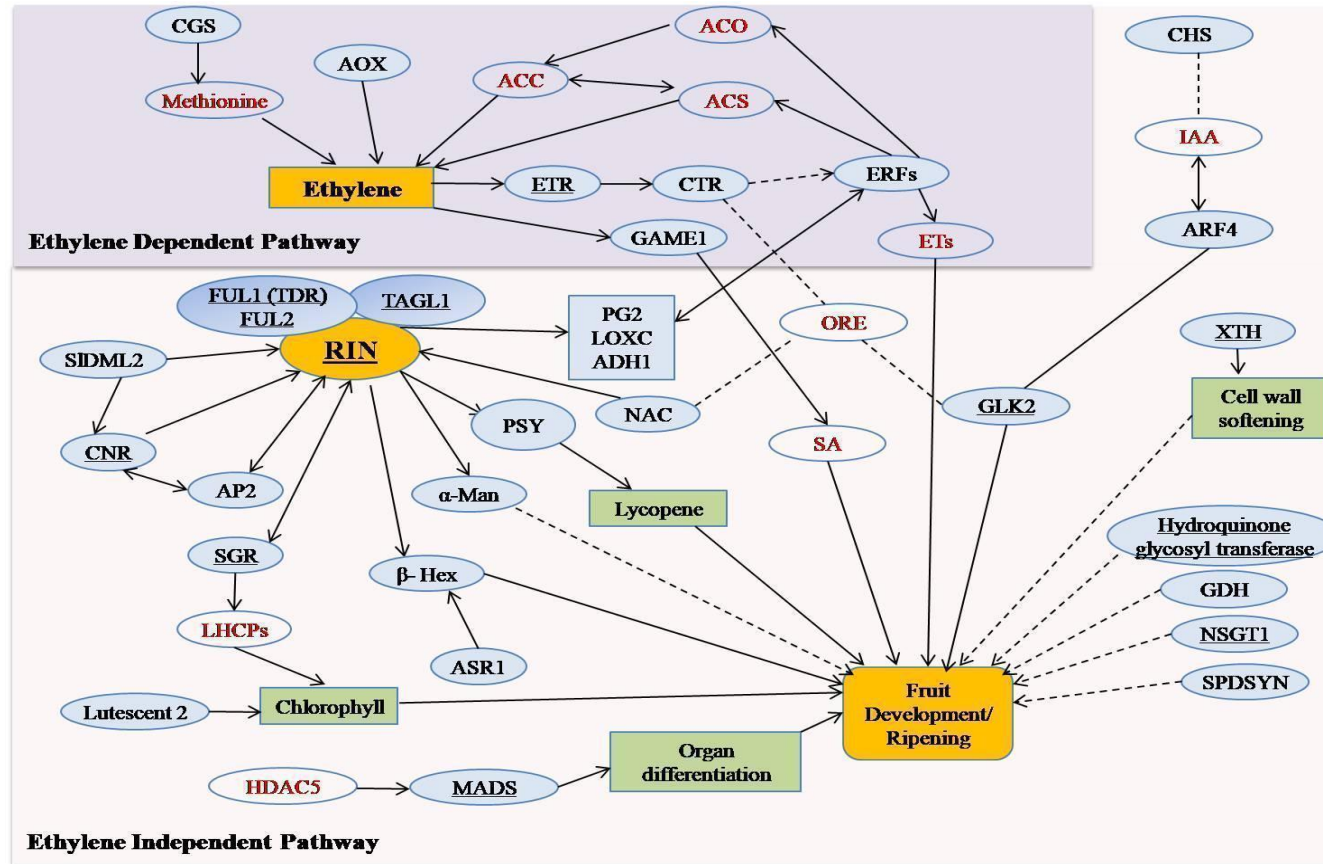 CGS
AOX
ACO
CHS
Methionine
ACC
ACS
IAA
Ethylene
ETR
CTR
ERFs
GAME1
ETs
ARF4
Ethylene Dependent Pathway
FUL1 (TDR)
FUL2
TAGL1
RIN
PG2
LOXC
ADH1
ORE
XTH
SlDML2
NAC
GLK2
Cell wall
softening
CNR
AP2
PSY
SA
α-Man
Lycopene
SGR
β- Hex
Hydroquinone
glycosyl transferase
GDH
LHCPs
ASR1
NSGT1
Lutescent 2
Chlorophyll
Fruit
Development/
Ripening
SPDSYN
Organ
differentiation
HDAC5
MADS
Ethylene Independent Pathway